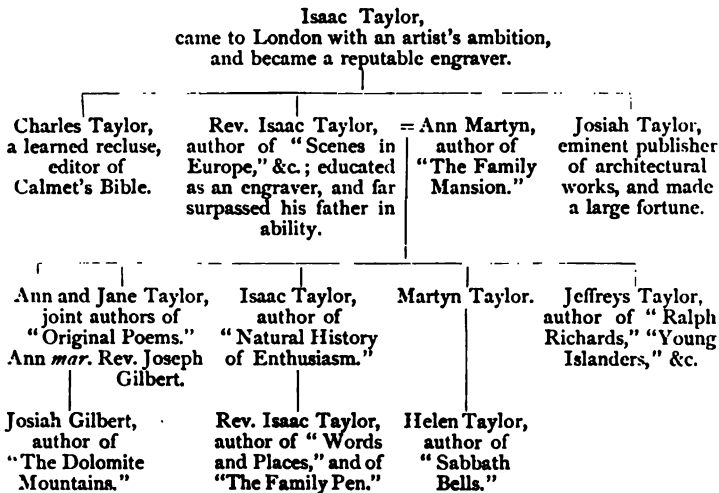 Isaac Taylor,
came to London with an artist's ambition,
and became a reputable engraver.
Charles Taylor,
a learned recluse,
editor of
Calmet's Bible.
Rev. Isaac Taylor,
author of "Scenes in
Europe," &c.; educated
as an engraver, and far
surpassed his father in
ability.
= Ann Martyn,
author of
"The Family
Mansion."
Josiah Taylor,
eminent publisher
of architectural
works, and made
a large fortune.
Ann and Jane Taylor,
joint authors of
"Original Poems."
Ann mar. Rev. Joseph
Gilbert.
Isaac Taylor,
author of
"Natural History
of Enthusiasm."
Martyn Taylor.
Jeffreys Taylor,
author of "Ralph
Richards," "Young
Islanders," &c.
Josiah Gilbert,
author of
"The Dolomite
Mountains."
Rev. Isaac Taylor,
author of "Words
and Places," and of
"The Family Pen."
Helen Taylor,
author of
"Sabbath
Bells."